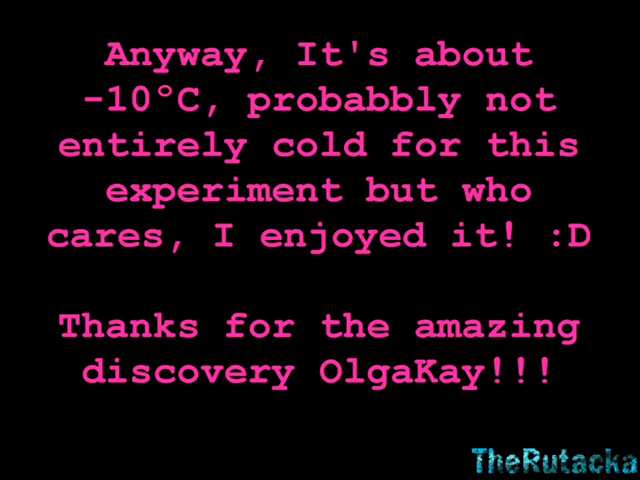 Anyway, It's about
-10ºC, probabbly not
entirely cold for this
experiment but who
cares, I enjoyed it! :D
Thanks for the amazing
discovery OlgaKay!!!
TheRutacka